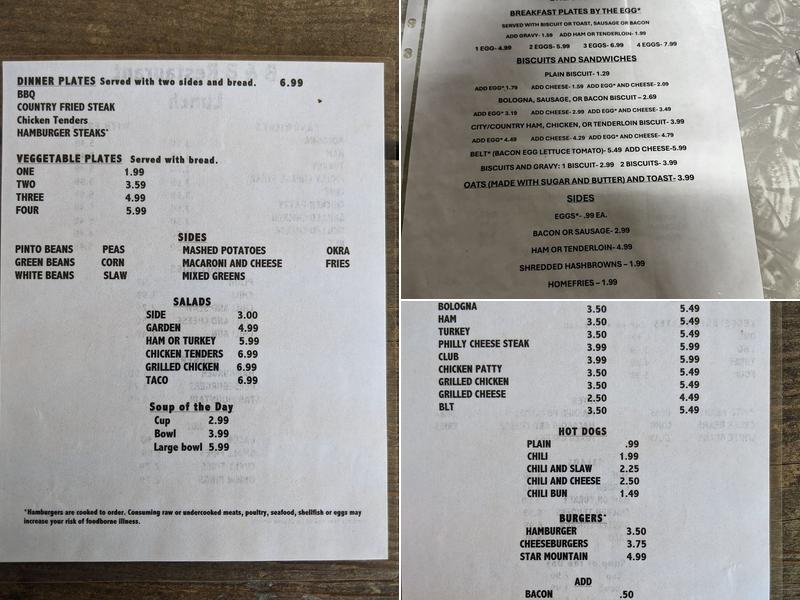 DINNER PLATES Served with two sides and bread. 6.99
BBQ
COUNTRY FRIED STEAK
Chicken Tenders
HAMBURGER STEAKS*
VEGGETABLE PLATES Served with bread.
ONE 1.99
TWO 3.59
THREE 4.99
FOUR 5.99
SIDES
PINTO BEANS PEAS MASHED POTATOES OKRA
GREEN BEANS CORN MACARONI AND CHEESE FRIES
WHITE BEANS SLAW MIXED GREENS
SALADS
SIDE 3.00
GARDEN 4.99
HAM OR TURKEY 5.99
CHICKEN TENDERS 6.99
GRILLED CHICKEN 6.99
TACO 6.99
Soup of the Day
Cup 2.99
Bowl 3.99
Large bowl 5.99
*Hamburgers are cooked to order. Consuming raw or undercooked meats, poultry, seafood, shellfish or eggs may
increase your risk of foodborne illness.
BREAKFAST PLATES BY THE EGG*
SERVED WITH BISCUIT OR TOAST, SAUSAGE OR BACON
ADD GRAVY- 1.59 ADD HAM OR TENDERLOIN- 1.99
1 EGG- 4.99 2 EGGS- 5.99 3 EGGS- 6.99 4 EGGS- 7.99
BISCUITS AND SANDWICHES
PLAIN BISCUIT- 1.29
ADD EGG* 1.79 ADD CHEESE- 1.59 ADD EGG* AND CHEESE- 2.09
BOLOGNA, SAUSAGE, OR BACON BISCUIT – 2.69
ADD EGG* 3.19 ADD CHEESE- 2.99 ADD EGG* AND CHEESE- 3.49
CITY/COUNTRY HAM, CHICKEN, OR TENDERLOIN BISCUIT- 3.99
ADD EGG* 4.49 ADD CHEESE- 4.29 ADD EGG* AND CHEESE- 4.79
BELT* (BACON EGG LETTUCE TOMATO)- 5.49 ADD CHEESE-5.99
BISCUITS AND GRAVY: 1 BISCUIT- 2.99 2 BISCUITS- 3.99
OATS (MADE WITH SUGAR AND BUTTER) AND TOAST- 3.99
SIDES
EGGS*- .99 EA.
BACON OR SAUSAGE- 2.99
HAM OR TENDERLOIN- 4.99
SHREDDED HASHBROWNS – 1.99
HOMEFRIES – 1.99
BOLOGNA 3.50 5.49
HAM 3.50 5.49
TURKEY 3.50 5.49
PHILLY CHEESE STEAK 3.99 5.99
CLUB 3.99 5.99
CHICKEN PATTY 3.50 5.49
GRILLED CHICKEN 3.50 5.49
GRILLED CHEESE 2.50 4.49
BLT 3.50 5.49
HOT DOGS
PLAIN .99
CHILI 1.99
CHILI AND SLAW 2.25
CHILI AND CHEESE 2.50
CHILI BUN 1.49
BURGERS*
HAMBURGER 3.50
CHEESEBURGERS 3.75
STAR MOUNTAIN 4.99
ADD
BACON .50